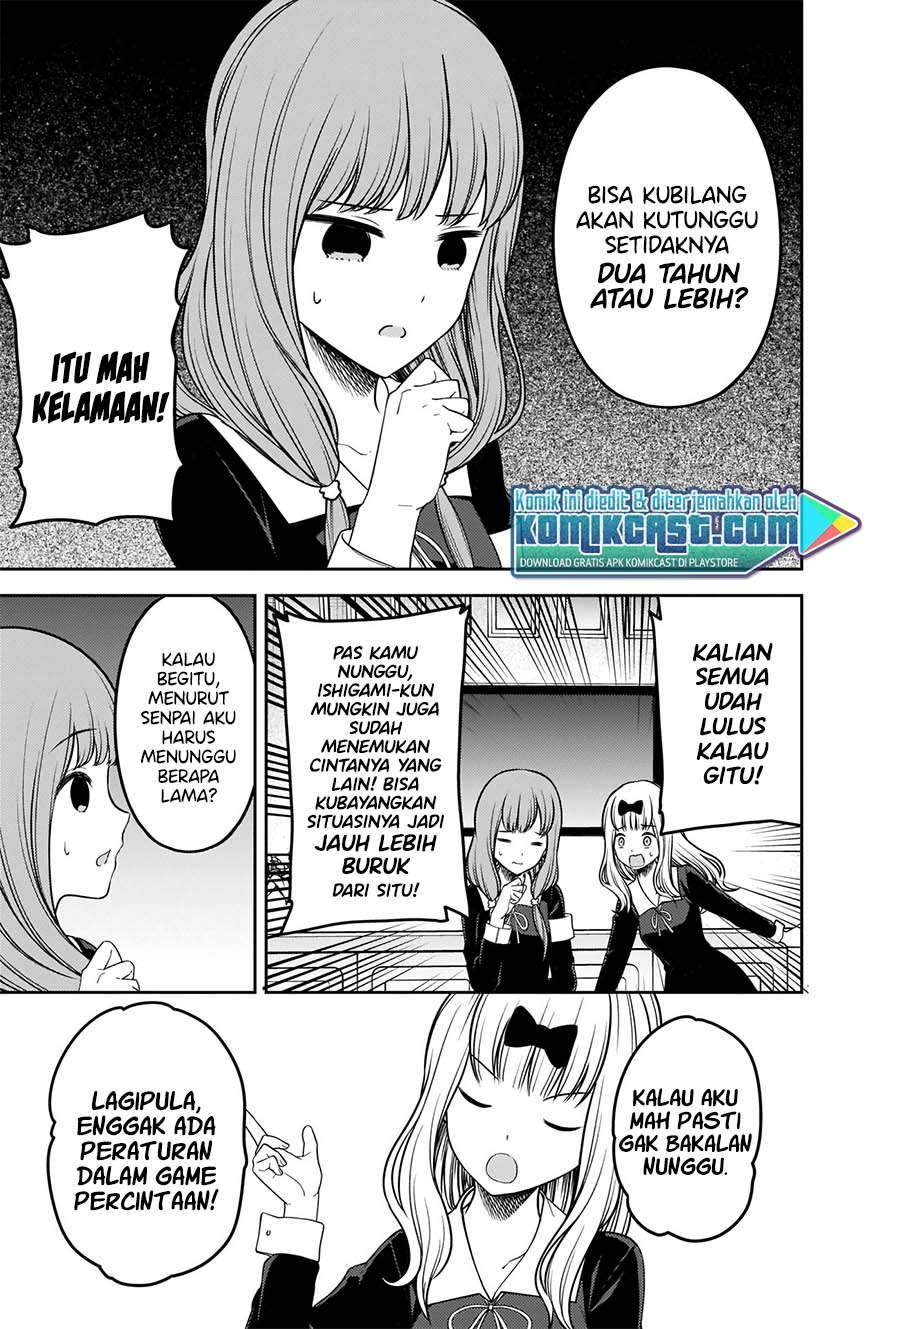 BISA KUBILANG
AKAN KUTUNGGU
SETIDAKNYA
DUA TAHUN
ATAU LEBIH?
ITU MAH
KELAMAAN!
Komik ini diedit & diterjemahkan oleh
KOMIKCAST.COM
DOWNLOAD GRATIS APK KOMIKCAST DI PLAYSTORE
KALIAN
SEMUA
UDAH
LULUS
KALAU
GITU!
PAS KAMU
NUNGGU,
ISHIGAMI-KUN
MUNGKIN JUGA
SUDAH
MENEMUKAN
CINTANYA YANG
LAIN! BISA
KUBAYANGKAN
SITUASINYA JADI
JAUH LEBIH
BURUK
DARI SITU!
KALAU
BEGITU,
MENURUT
SENPAI AKU
HARUS
MENUNGGU
BERAPA
LAMA?
KALAU AKU
MAH PASTI
GAK BAKALAN
NUNGGU.
LAGIPULA,
ENGGAK ADA
PERATURAN
DALAM GAME
PERCINTAAN!